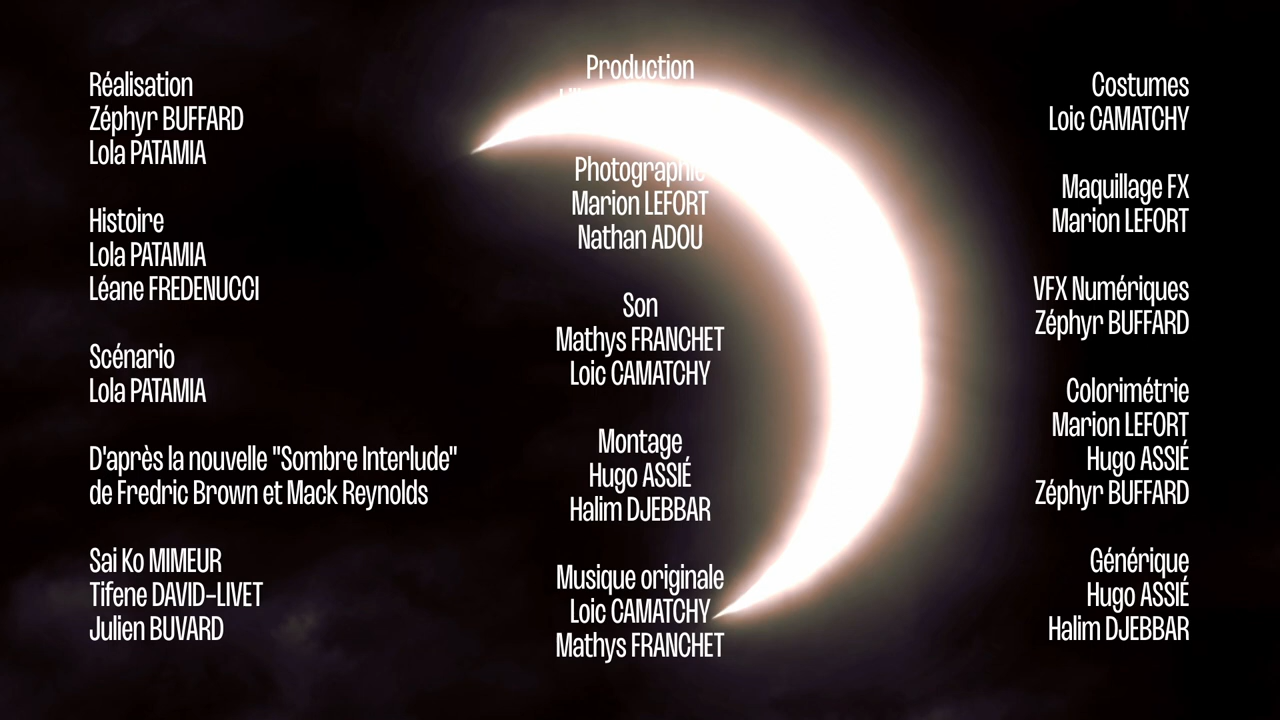 Réalisation
Zéphyr BUFFARD
Lola PATAMIA
Histoire
Lola PATAMIA
Léane FREDENUCCI
Scénario
Lola PATAMIA
D'après la nouvelle "Sombre Interlude"
de Fredric Brown et Mack Reynolds
Sai Ko MIMEUR
Tifene DAVID-LIVET
Julien BUVARD
Production
Photographie
Marion LEFORT
Nathan ADOU
Son
Mathys FRANCHET
Loic CAMATCHY
Montage
Hugo ASSIÉ
Halim DJEBBAR
Musique originale
Loic CAMATCHY
Mathys FRANCHET
Costumes
Loic CAMATCHY
Maquillage FX
Marion LEFORT
VFX Numériques
Zéphyr BUFFARD
Colorimétrie
Marion LEFORT
Hugo ASSIÉ
Zéphyr BUFFARD
Générique
Hugo ASSIÉ
Halim DJEBBAR